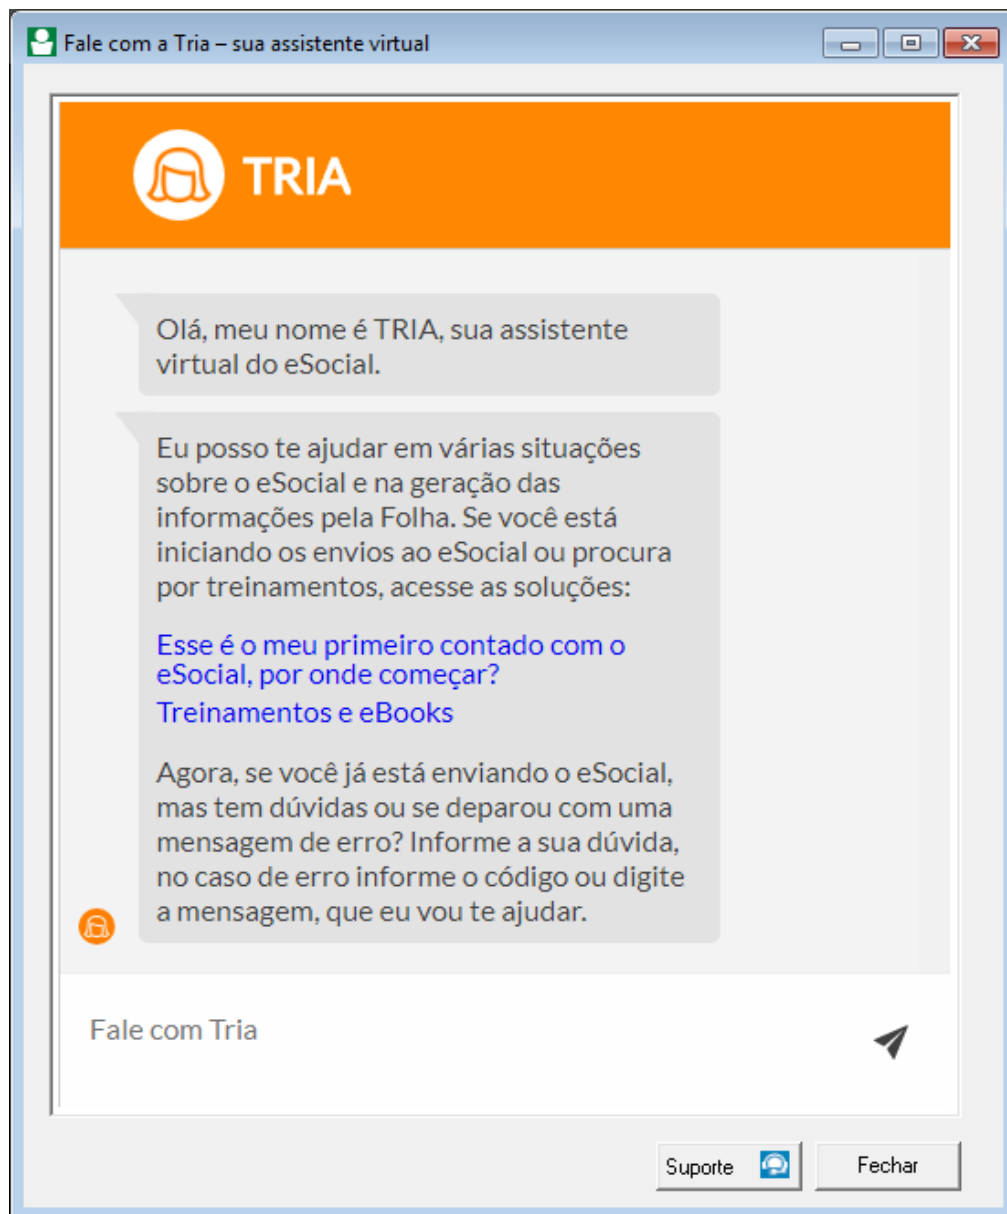 Fale com a Tria – sua assistente virtual
TRIA
Olá, meu nome é TRIA, sua assistente
virtual do eSocial.
Eu posso te ajudar em várias situações
sobre o eSocial e na geração das
informações pela Folha. Se você está
iniciando os envios ao eSocial ou procura
por treinamentos, acesse as soluções:
Esse é o meu primeiro contado com o
eSocial, por onde começar?
Treinamentos e eBooks
Agora, se você já está enviando o eSocial,
mas tem dúvidas ou se deparou com uma
mensagem de erro? Informe a sua dúvida,
no caso de erro informe o código ou digite
a mensagem, que eu vou te ajudar.
Fale com Tria
Suporte
Fechar